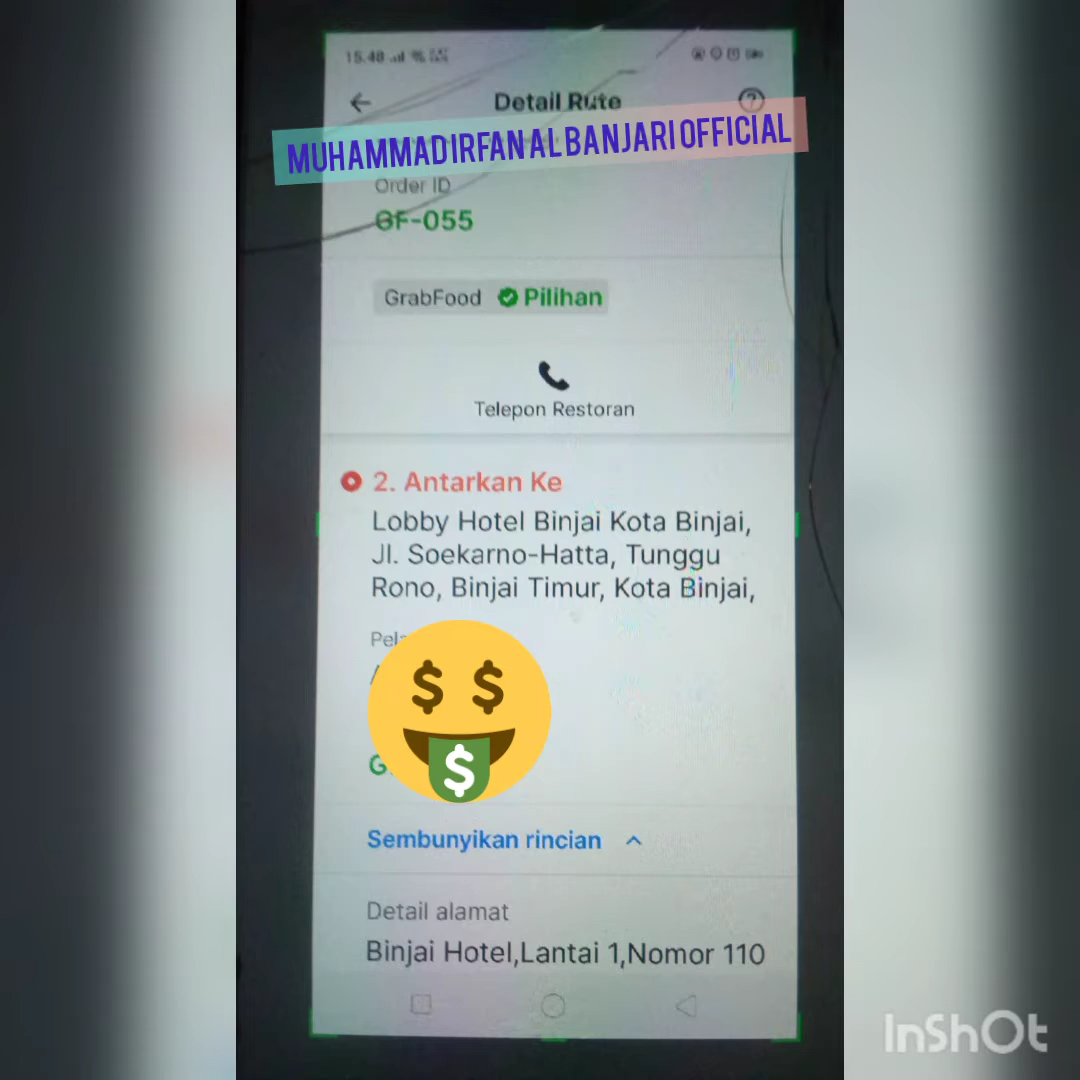 15.48
Detail Rute
MUHAMMAD IRFAN AL BANJARI OFFICIAL
Order ID
GF-055
GrabFood Pilihan
Telepon Restoran
2. Antarkan Ke
Lobby Hotel Binjai Kota Binjai,
Jl. Soekarno-Hatta, Tunggu
Rono, Binjai Timur, Kota Binjai,
Sembunyikan rincian
Detail alamat
Binjai Hotel,Lantai 1,Nomor 110
InShOt